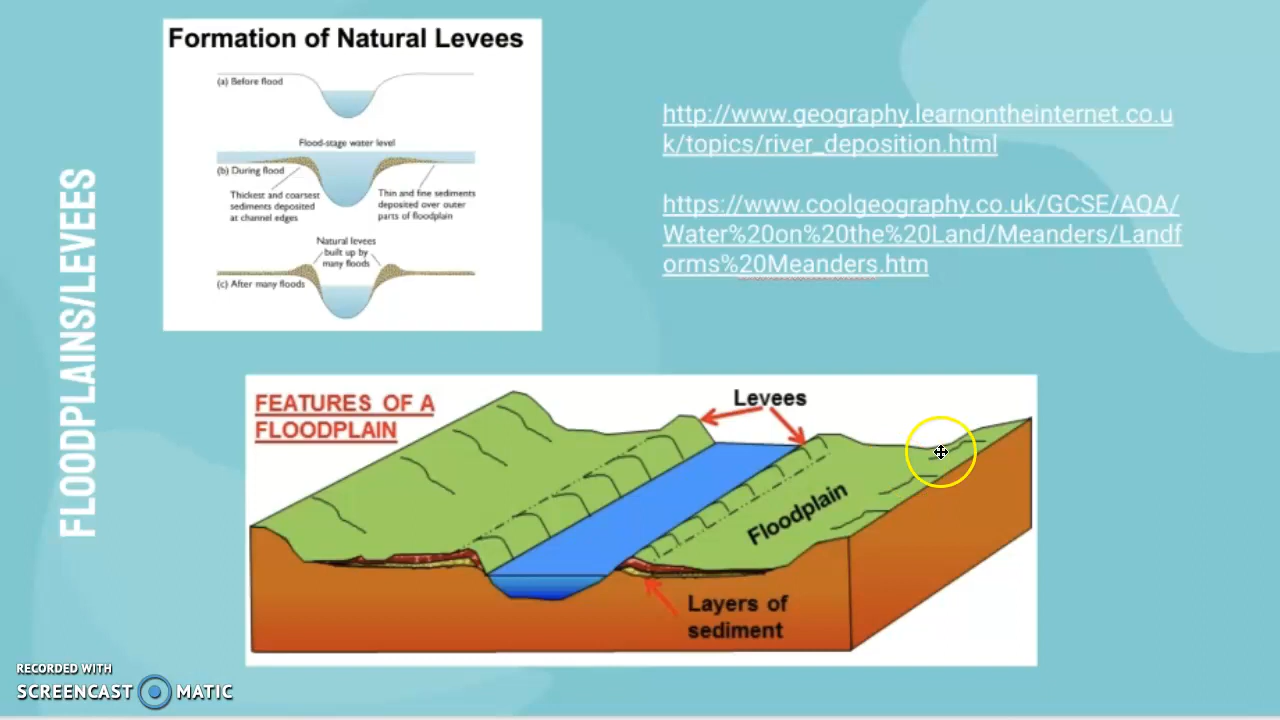 FLOODPLAINS/LEVEES
Formation of Natural Levees
(a) Before flood
Flood-stage water level
(b) During flood
Thickest and coarsest
sediments deposited
at channel edges
Thin and fine sediments
deposited over outer
parts of floodplain
Natural levees
built up by
many floods
(c) After many floods
http://www.geography.learnontheinternet.co.u
k/topics/river_deposition.html
https://www.coolgeography.co.uk/GCSE/AQA/
Water%20on%20the%20Land/Meanders/Landf
orms%20Meanders.htm
FEATURES OF A
FLOODPLAIN
Levees
Floodplain
Layers of
sediment
RECORDED WITH
SCREENCAST MATIC